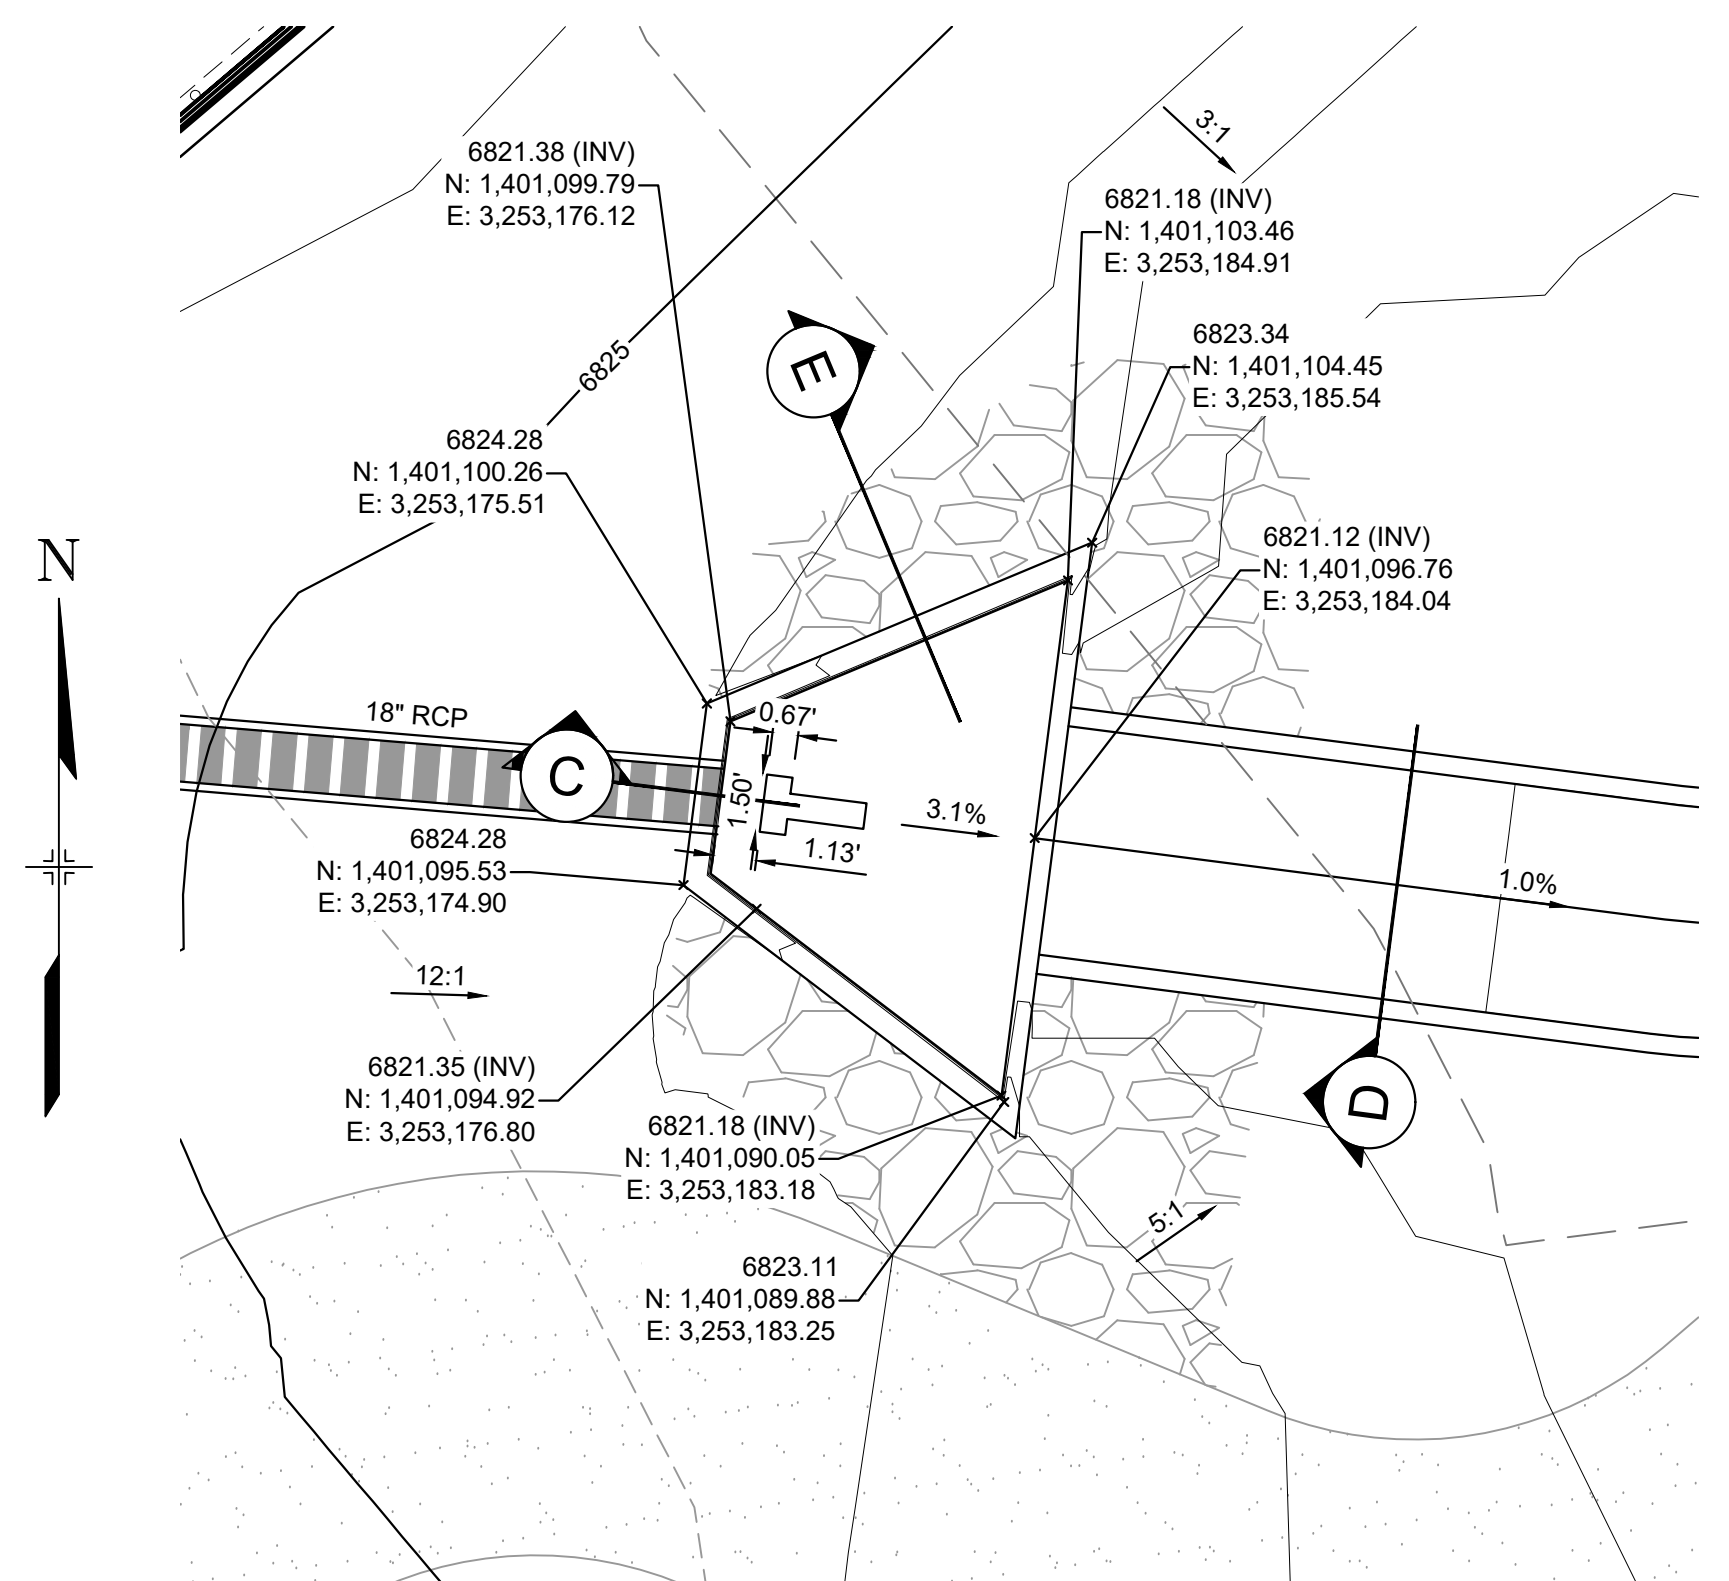 6821.38 (INV)
N: 1,401,099.79
E: 3,253,176.12
3:1
6821.18 (INV)
N: 1,401,103.46
E: 3,253,184.91
6825
E
6823.34
N: 1,401,104.45
E: 3,253,185.54
6824.28
N: 1,401,100.26
E: 3,253,175.51
N
6821.12 (INV)
N: 1,401,096.76
E: 3,253,184.04
18" RCP
0.67'
C
1.50'
3.1%
1.13'
6824.28
N: 1,401,095.53
E: 3,253,174.90
1.0%
12:1
6821.35 (INV)
N: 1,401,094.92
E: 3,253,176.80
D
6821.18 (INV)
N: 1,401,090.05
E: 3,253,183.18
5:1
6823.11
N: 1,401,089.88
E: 3,253,183.25